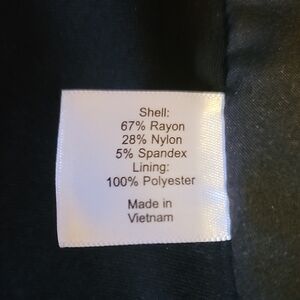 Shell:
67% Rayon
28% Nylon
5% Spandex
Lining:
100% Polyester
Made in
Vietnam